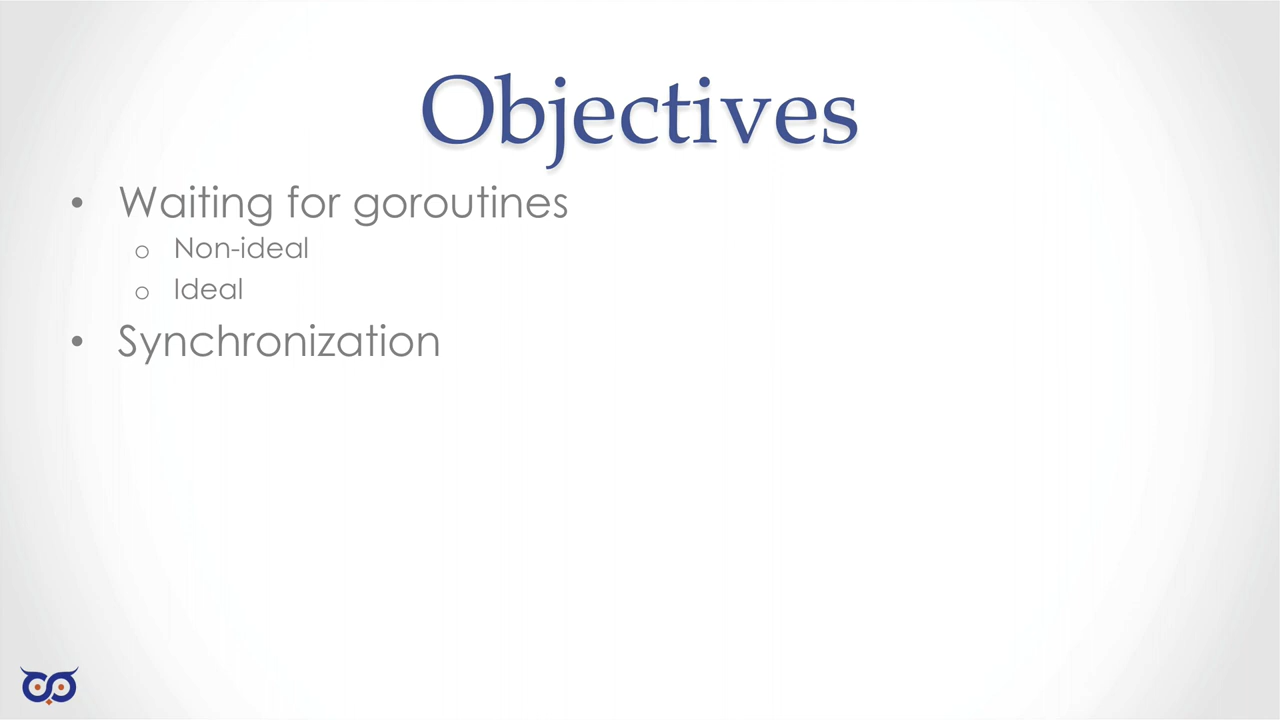 Objectives
• Waiting for goroutines
o Non-ideal
o Ideal
• Synchronization